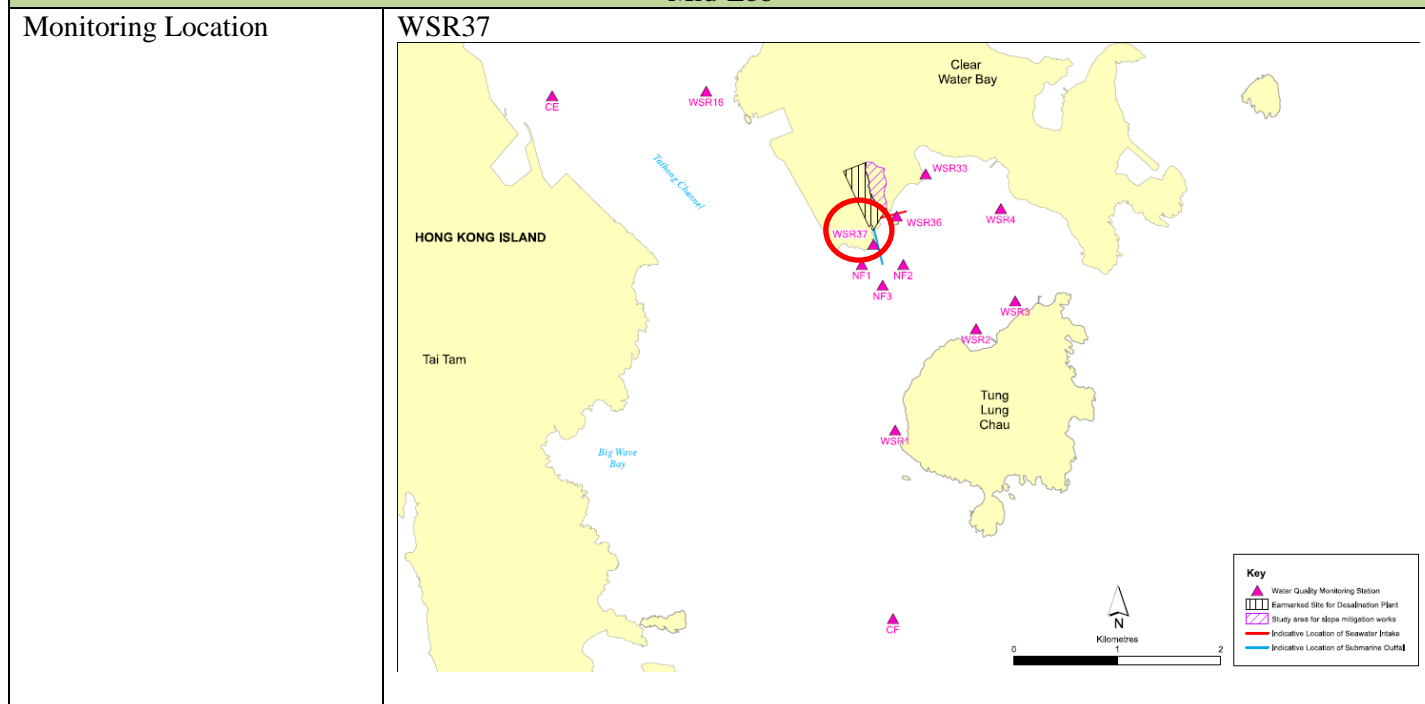 Monitoring Location
WSR37
Clear
Water Bay
CE
WSR16
Tathong Channel
WSR33
WSR4
WSR36
HONG KONG ISLAND
WSR37
NF1
NF2
NF3
WSR3
WSR2
Tai Tam
Tung
Lung
Chau
WSR1
Big Wave
Bay
CF
N
Kilometres
0
1
2
Key
Water Quality Monitoring Station
Earmarked Site for Desalination Plant
Study area for slope mitigation works
Indicative Location of Seawater Intake
Indicative Location of Submarine Outfall